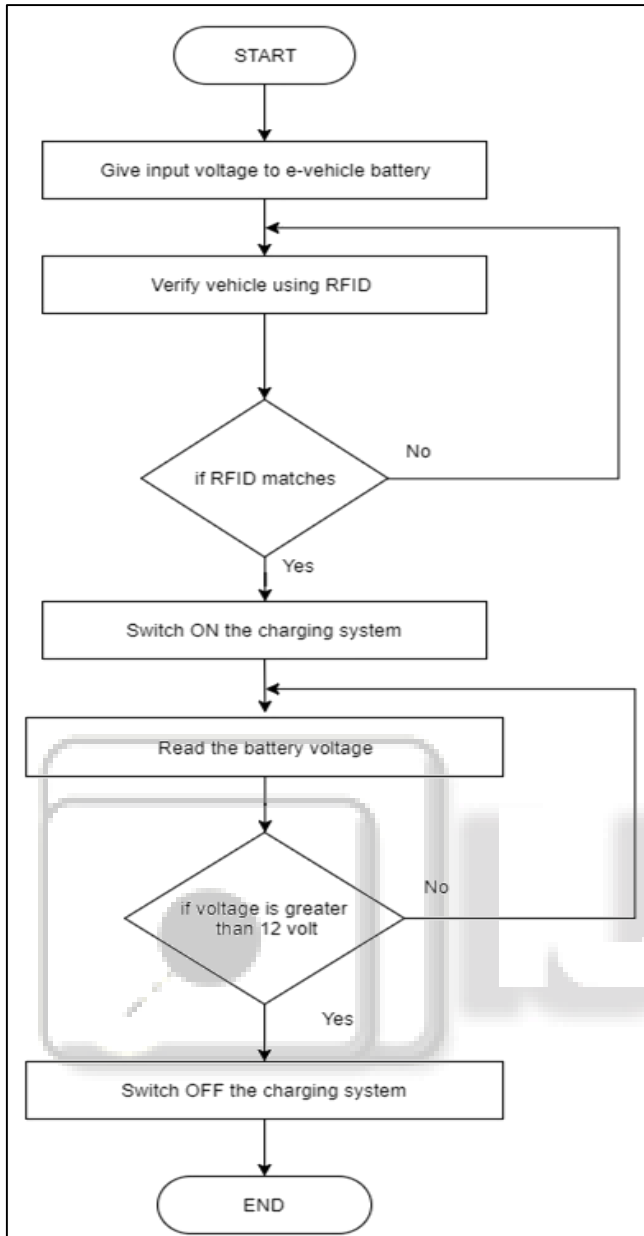 START
Give input voltage to e-vehicle battery
Verify vehicle using RFID
if RFID matches
No
Yes
Switch ON the charging system
Read the battery voltage
if voltage is greater
than 12 volt
No
Yes
Switch OFF the charging system
END